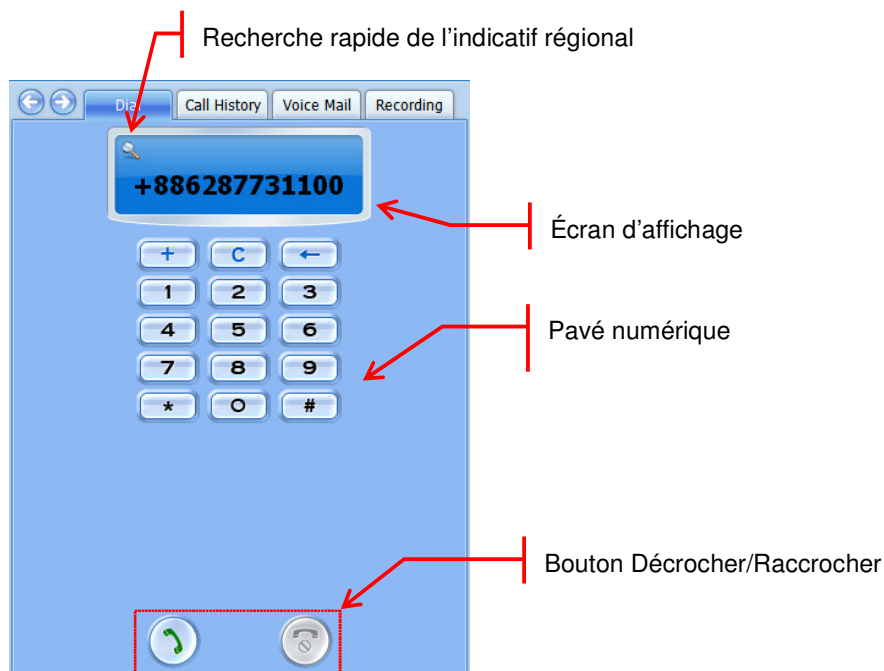 Recherche rapide de l’indicatif régional
Dial Call History Voice Mail Recording
+886287731100
Écran d’affichage
+ C ←
1 2 3
4 5 6
Pavé numérique
7 8 9
* 0 #
Bouton Décrocher/Raccrocher